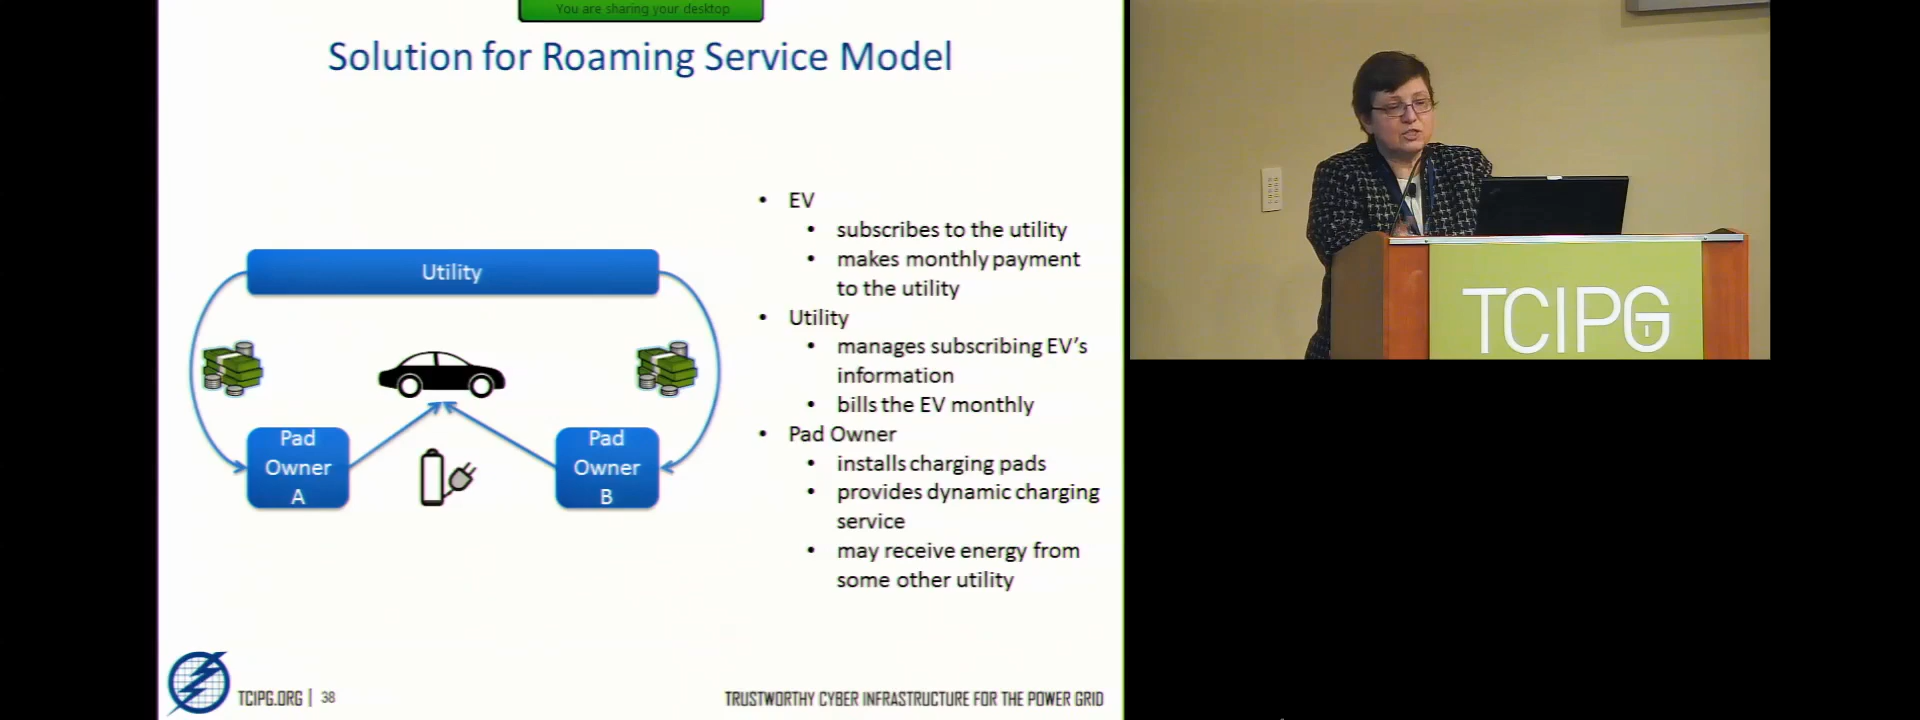 You are sharing your desktop
Solution for Roaming Service Model
Utility
Pad
Owner
A
Pad
Owner
B
• EV
• subscribes to the utility
• makes monthly payment
to the utility
• Utility
• manages subscribing EV's
information
• bills the EV monthly
• Pad Owner
• installs charging pads
• provides dynamic charging
service
• may receive energy from
some other utility
TCIPG.ORG | 38
TRUSTWORTHY CYBER INFRASTRUCTURE FOR THE POWER GRID
TCIPG